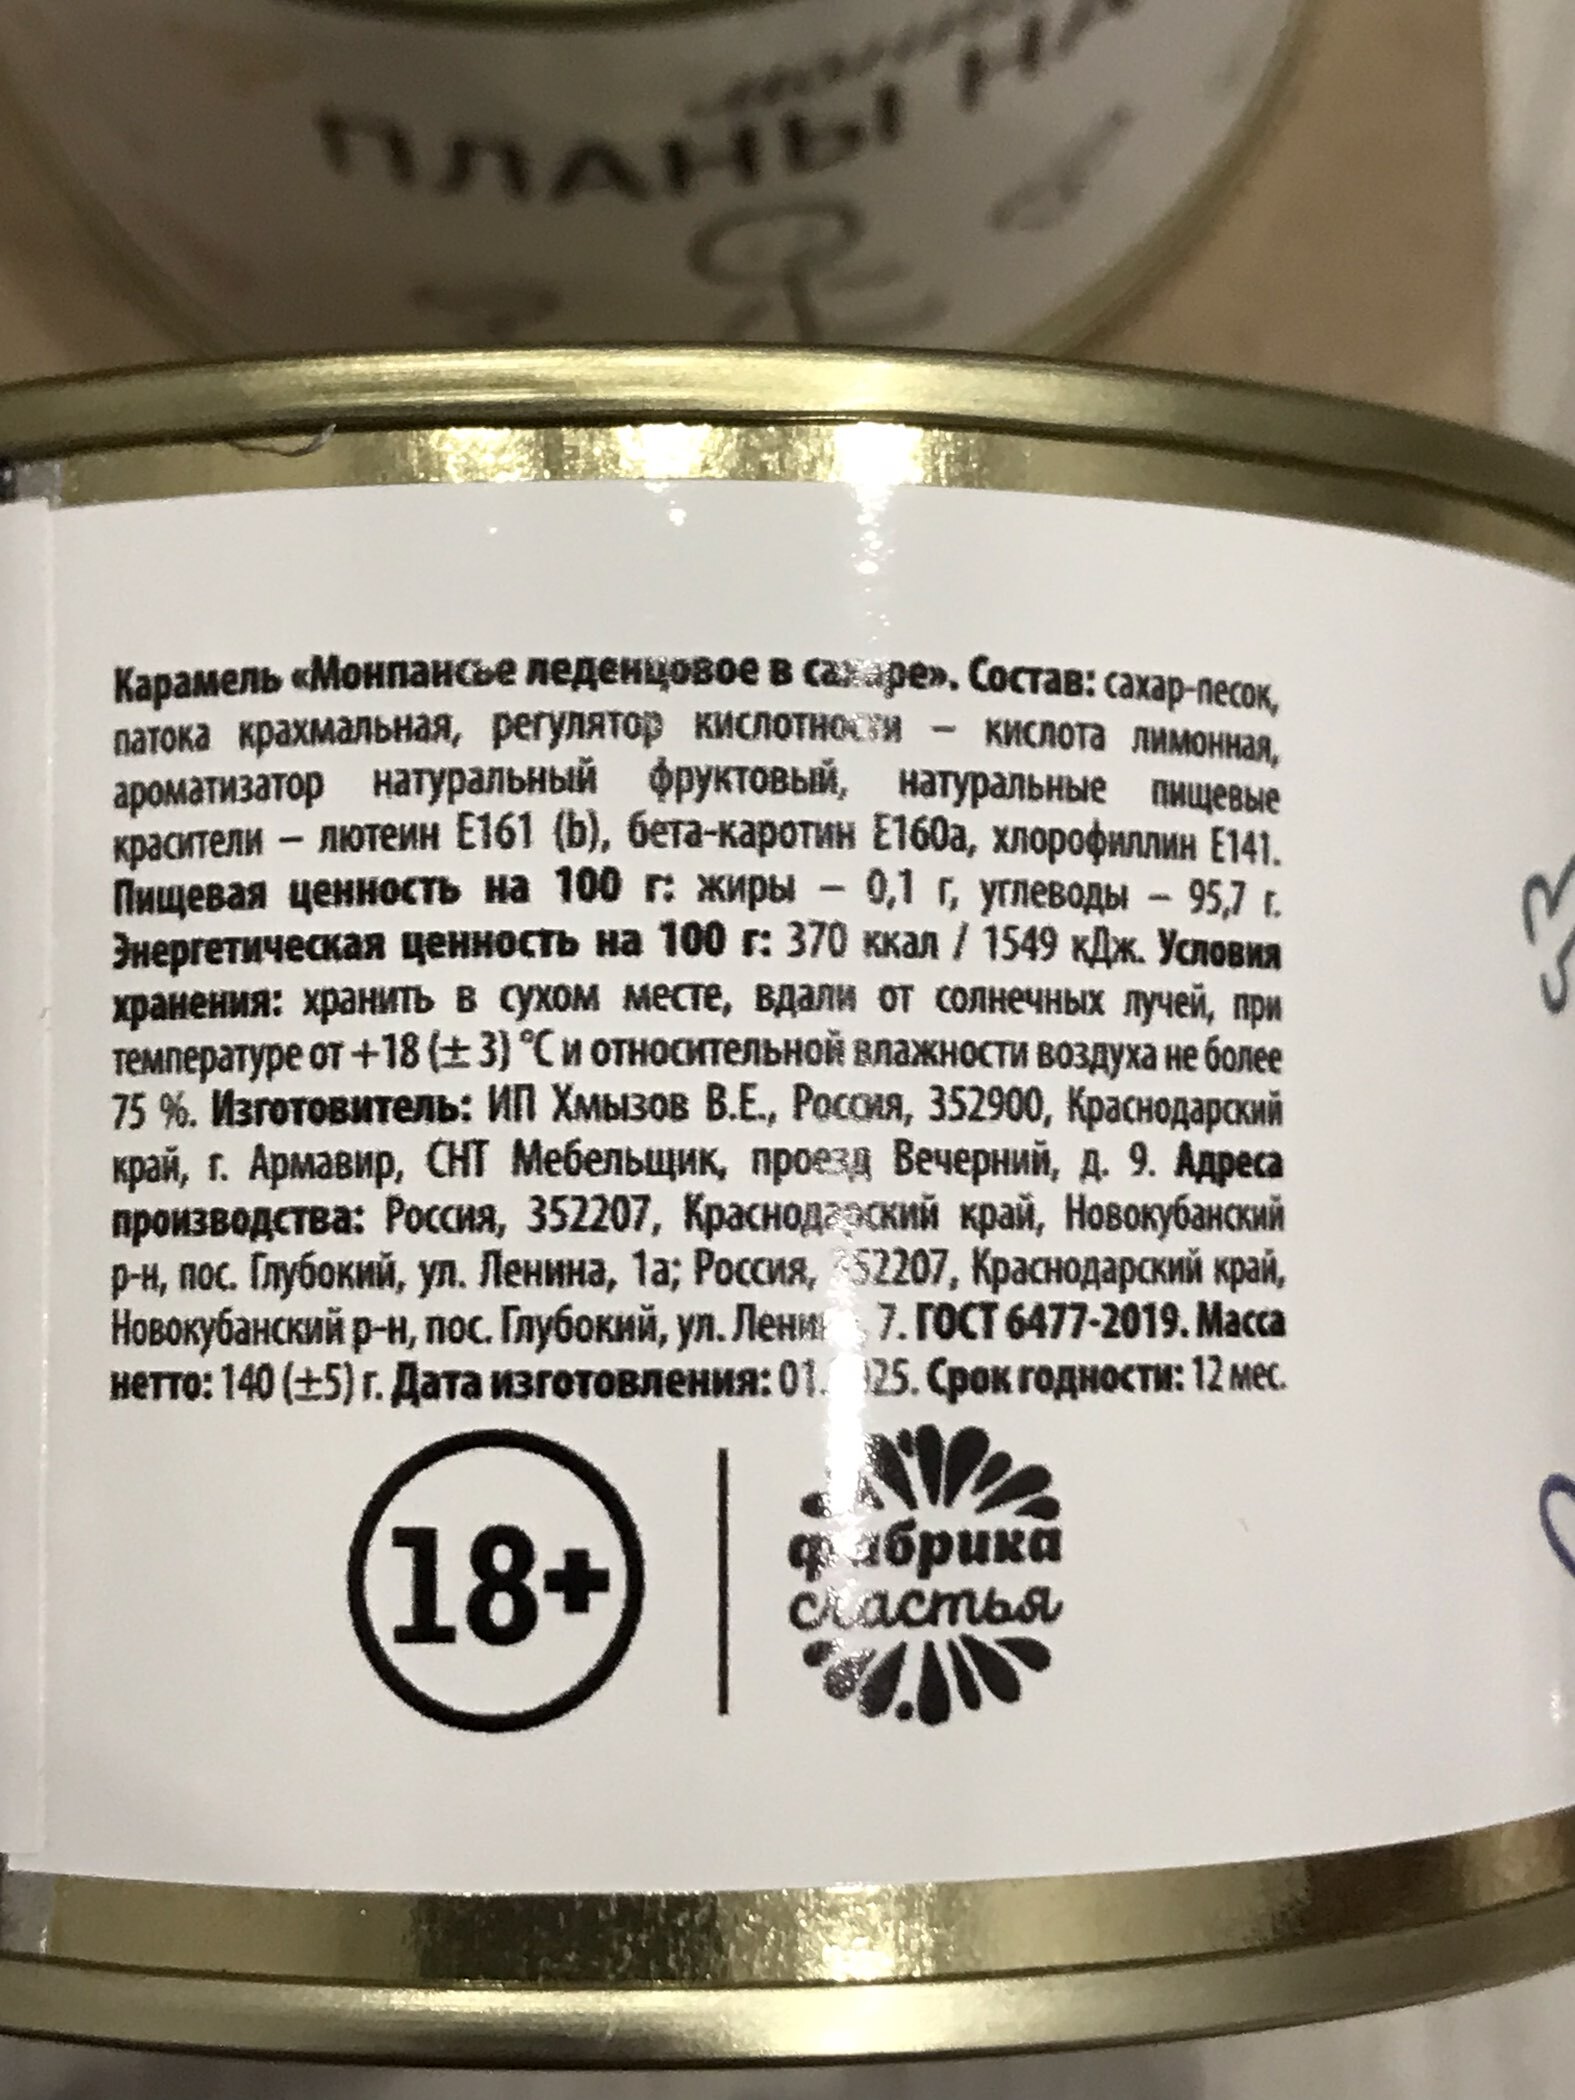 ПЛАНЫ НА
Карамель «Монпансье леденцовое в сахаре». Состав: сахар-песок,
патока крахмальная, регулятор кислотности – кислота лимонная,
ароматизатор натуральный фруктовый, натуральные пищевые
красители – лютеин Е161 (b), бета-каротин Е160а, хлорофиллин Е141.
Пищевая ценность на 100 г: жиры – 0,1 г, углеводы – 95,7 г.
Энергетическая ценность на 100 г: 370 ккал / 1549 кДж. Условия
хранения: хранить в сухом месте, вдали от солнечных лучей, при
температуре от +18 (± 3) °С и относительной влажности воздуха не более
75 %. Изготовитель: ИП Хмызов В.Е., Россия, 352900, Краснодарский
край, г. Армавир, СНТ Мебельщик, проезд Вечерний, д. 9. Адреса
производства: Россия, 352207, Краснодарский край, Новокубанский
р-н, пос. Глубокий, ул. Ленина, 1а; Россия, 352207, Краснодарский край,
Новокубанский р-н, пос. Глубокий, ул. Ленина, 7. ГОСТ 6477-2019. Масса
нетто: 140 (±5) г. Дата изготовления: Срок годности: 12 мес.
18+
фабрика
счастья